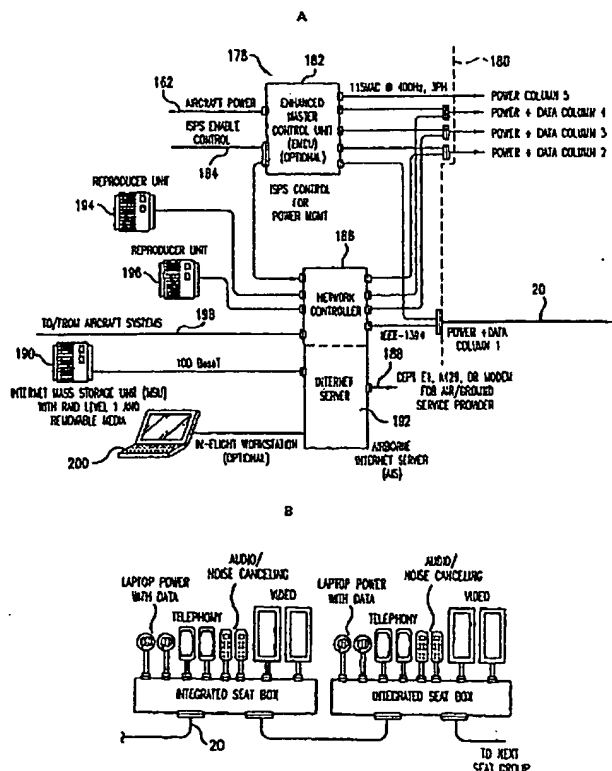 A
178
182
180
162
AIRCRAFT POWER
ISPS ENABLE
CONTROL
184
ENHANCED
MASTER
CONTROL UNIT
(EMCU)
(OPTIONAL)
115VAC @ 400Hz, 3PH
POWER COLUMN 5
POWER + DATA COLUMN 4
POWER + DATA COLUMN 3
POWER + DATA COLUMN 2
REPRODUCER UNIT
194
ISPS CONTROL
FOR
POWER MGMT
REPRODUCER UNIT
196
NETWORK
CONTROLLER
20
TO/FROM AIRCRAFT SYSTEMS
198
IEEE-1394
POWER +DATA
COLUMN 1
190
100 BaseT
INTERNET MASS STORAGE UNIT (MSU)
WITH RAID LEVEL 1 AND
REMOVABLE MEDIA
INTERNET
SERVER
188
CEPT E1, A429, OR MODEM
FOR AIR/GROUND
SERVICE PROVIDER
192
200
IN-FLIGHT WORKSTATION
(OPTIONAL)
AIRBORNE
INTERNET SERVER
(AIS)
B
LAPTOP POWER
WITH DATA
TELEPHONY
AUDIO/
NOISE CANCELING
VIDEO
LAPTOP POWER
WITH DATA
TELEPHONY
AUDIO/
NOISE CANCELING
VIDEO
INTEGRATED SEAT BOX
INTEGRATED SEAT BOX
20
TO NEXT
SEAT GROUP